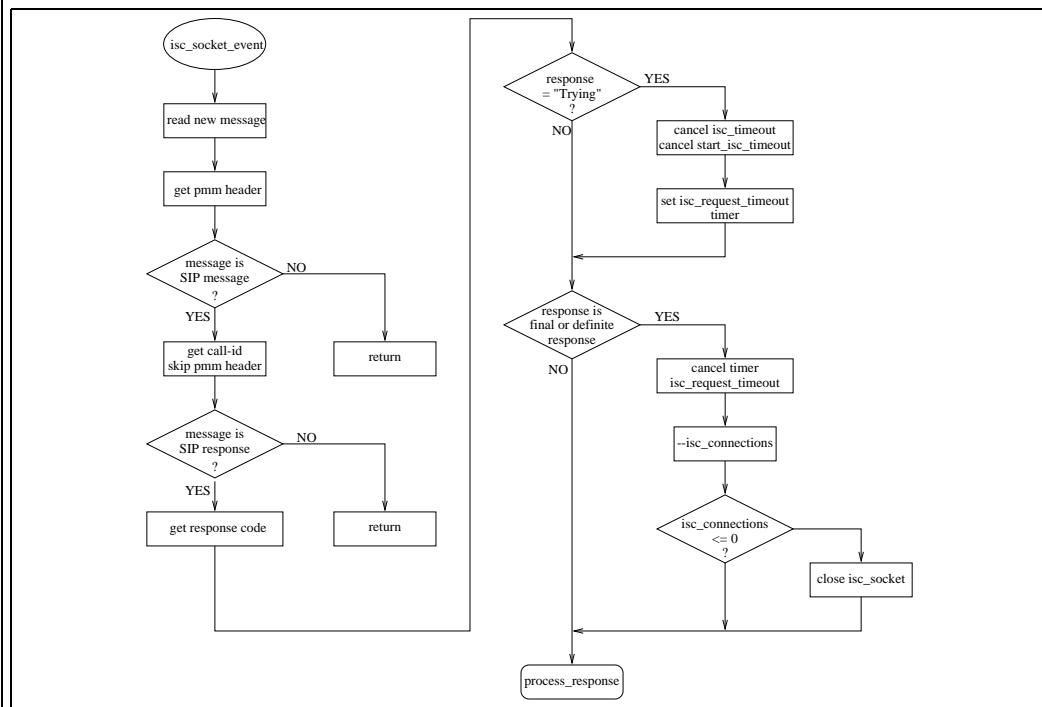 isc_socket_event
read new message
get pmm header
message is
SIP message
?
NO
YES
get call-id
skip pmm header
return
message is
SIP response
?
NO
YES
get response code
return
response
= "Trying"
?
YES
NO
cancel isc_timeout
cancel start_isc_timeout
set isc_request_timeout
timer
response is
final or definite
response
YES
NO
cancel timer
isc_request_timeout
--isc_connections
isc_connections
<= 0
?
close isc_socket
process_response